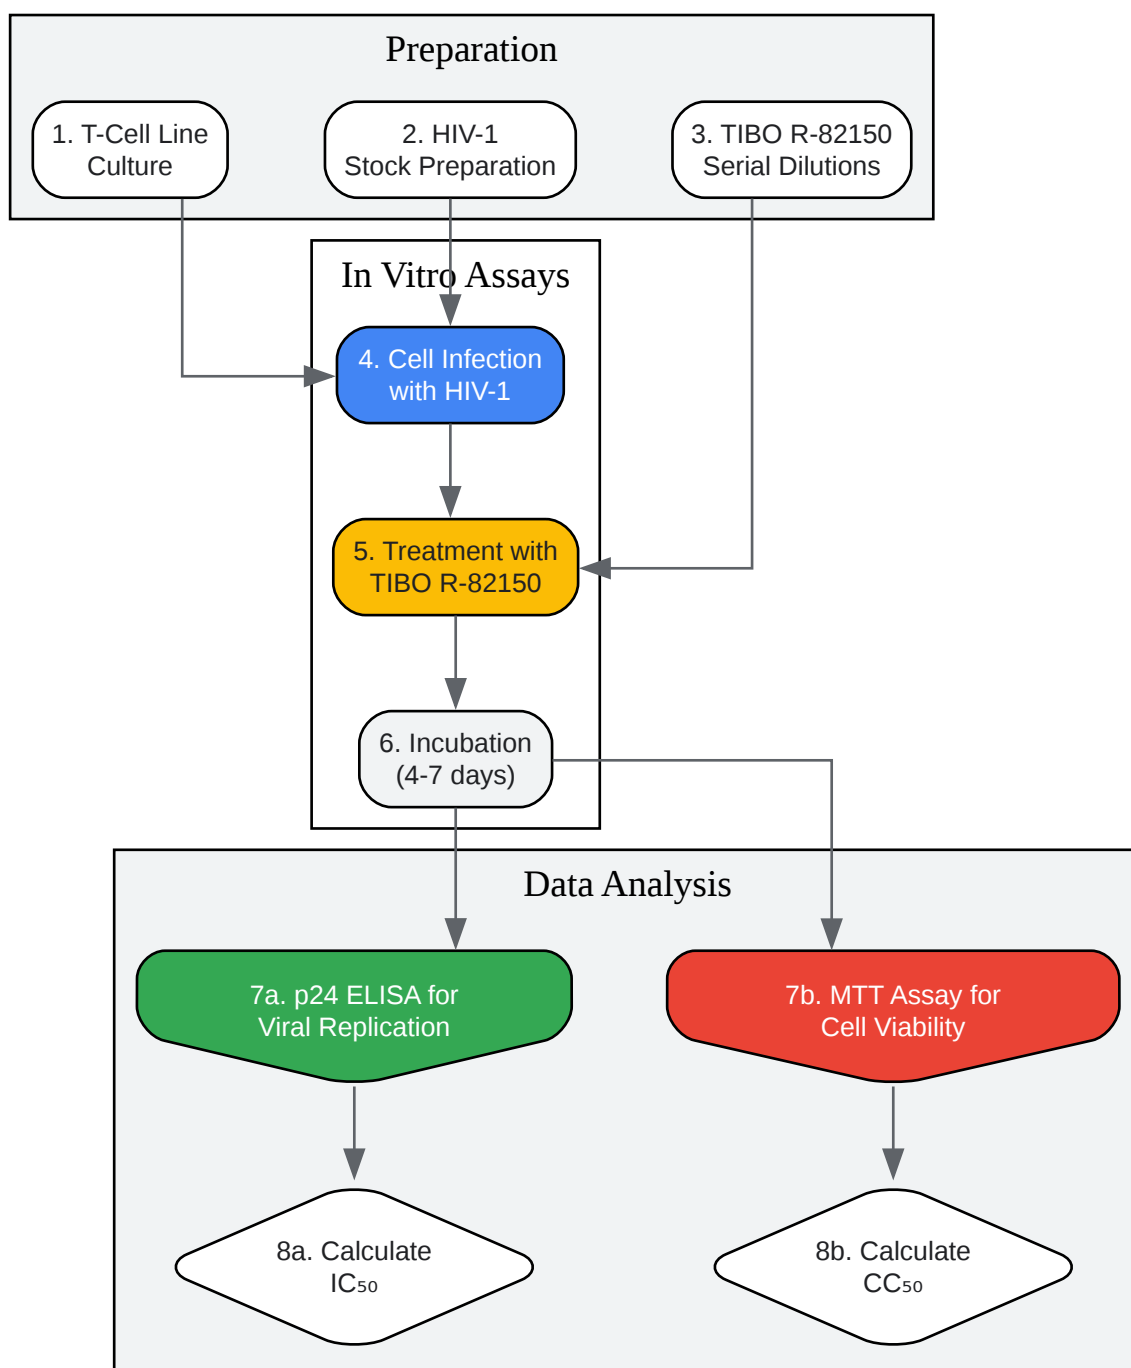 Preparation
1. T-Cell Line
Culture
2. HIV-1
Stock Preparation
3. TIBO R-82150
Serial Dilutions
In Vitro Assays
4. Cell Infection
with HIV-1
5. Treatment with
TIBO R-82150
6. Incubation
(4-7 days)
Data Analysis
7a. p24 ELISA for
Viral Replication
7b. MTT Assay for
Cell Viability
8a. Calculate
IC₅₀
8b. Calculate
CC₅₀